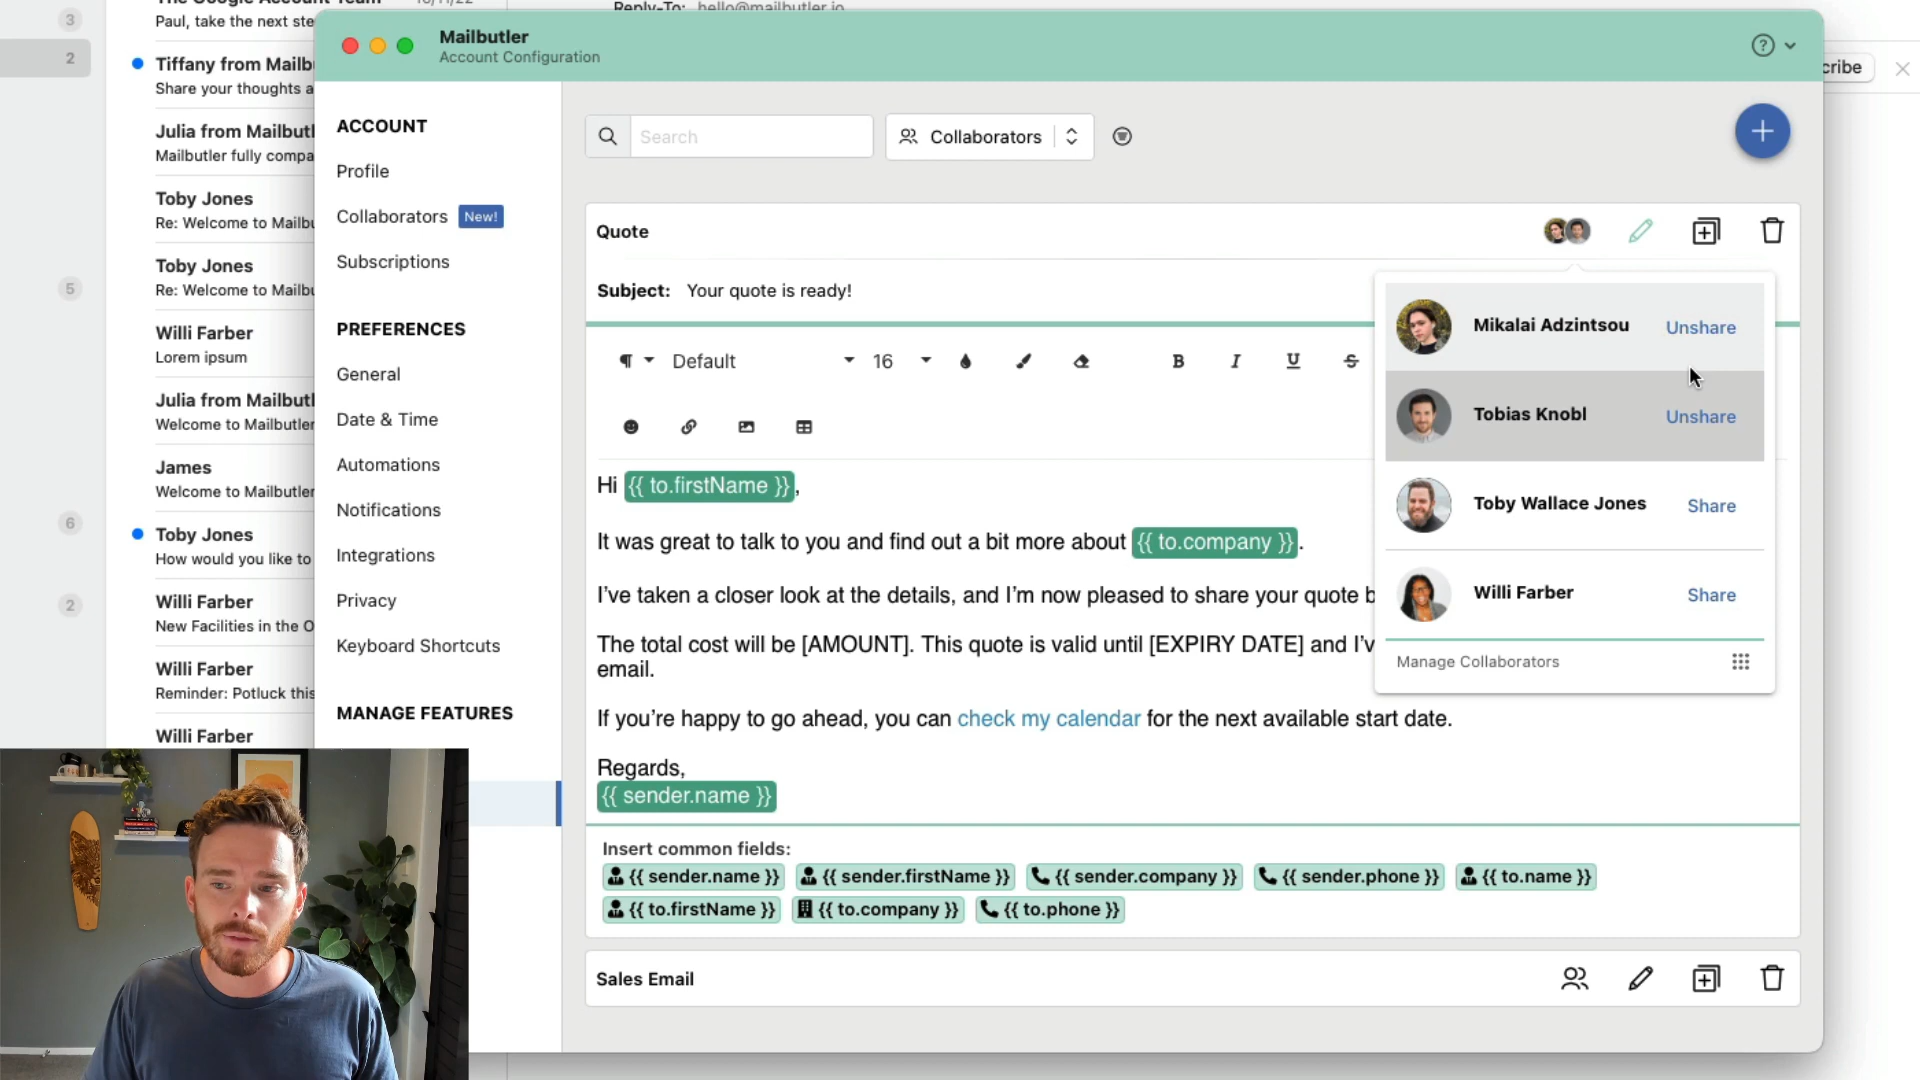 3
Paul, take the next ste
2
Tiffany from Mailb
Share your thoughts a
Julia from Mailbutl
Mailbutler fully compa
Toby Jones
Re: Welcome to Mailbu
5
Toby Jones
Re: Welcome to Mailbu
Willi Farber
Lorem ipsum
Julia from Mailbutl
Welcome to Mailbutler
James
Welcome to Mailbutler
6
Toby Jones
How would you like to
2
Willi Farber
New Facilities in the O
Willi Farber
Reminder: Potluck this
Willi Farber
Reply-To: hello@mailbutler.io
cribe
Mailbutler
Account Configuration
ACCOUNT
Profile
Collaborators New!
Subscriptions
PREFERENCES
General
Date & Time
Automations
Notifications
Integrations
Privacy
Keyboard Shortcuts
MANAGE FEATURES
Search
Collaborators
Quote
Subject: Your quote is ready!
Default 16 B I U S
Hi {{ to.firstName }},
It was great to talk to you and find out a bit more about {{ to.company }}.
I've taken a closer look at the details, and I'm now pleased to share your quote b
The total cost will be [AMOUNT]. This quote is valid until [EXPIRY DATE] and I'v
email.
If you're happy to go ahead, you can check my calendar for the next available start date.
Regards,
{{ sender.name }}
Mikalai Adzintsou Unshare
Tobias Knobl Unshare
Toby Wallace Jones Share
Willi Farber Share
Manage Collaborators
Insert common fields:
{{ sender.name }} {{ sender.firstName }} {{ sender.company }} {{ sender.phone }} {{ to.name }}
{{ to.firstName }} {{ to.company }} {{ to.phone }}
Sales Email